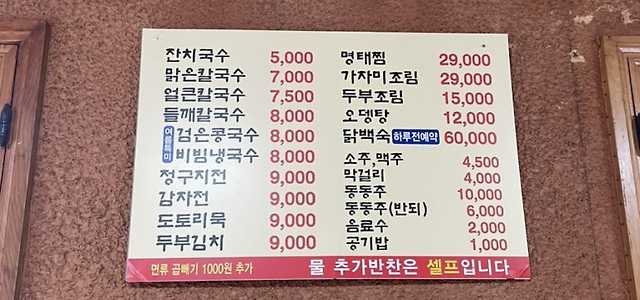 잔치국수 5,000
맑은칼국수 7,000
얼큰칼국수 7,500
들깨칼국수 8,000
여름특미
검은콩국수 8,000
비빔냉국수 8,000
정구지전 9,000
감자전 9,000
도토리묵 9,000
두부김치 9,000
명태찜 29,000
가자미조림 29,000
두부조림 15,000
오뎅탕 12,000
닭백숙 하루전예약 60,000
소주,맥주 4,500
막걸리 4,000
동동주 10,000
동동주(반되) 6,000
음료수 2,000
공기밥 1,000
면류 곱빼기 1000원 추가
물 추가반찬은 셀프입니다